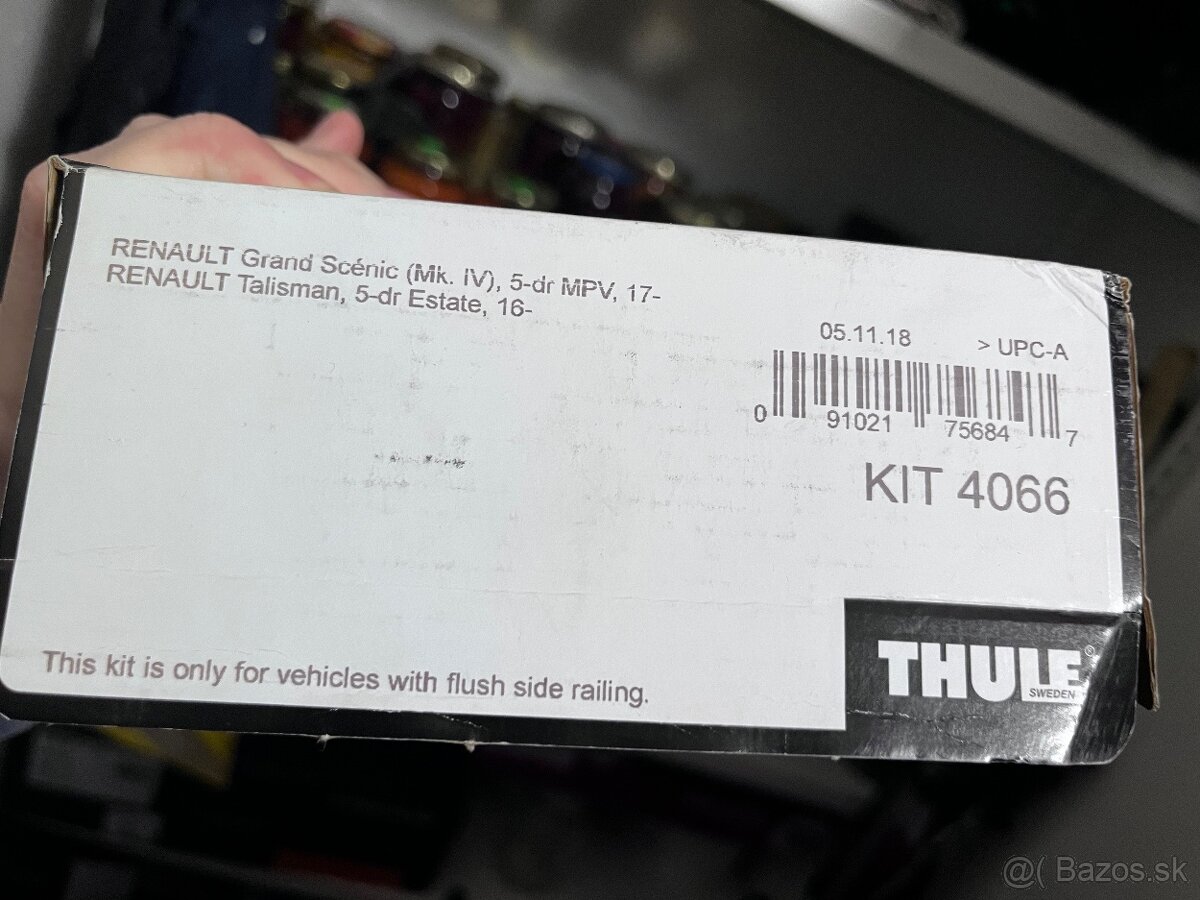 RENAULT Grand Scénic (Mk. IV), 5-dr MPV, 17-
RENAULT Talisman, 5-dr Estate, 16-
05.11.18 > UPC-A
0 91021 75684 7
KIT 4066
This kit is only for vehicles with flush side railing.
THULE®
SWEDEN
@( Bazos.sk